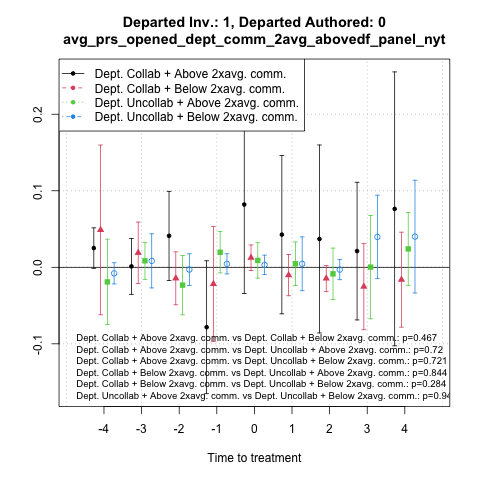 Departed Inv.: 1, Departed Authored: 0
avg_prs_opened_dept_comm_2avg_abovedf_panel_nyt
Dept. Collab + Above 2xavg. comm.
Dept. Collab + Below 2xavg. comm.
Dept. Uncollab + Above 2xavg. comm.
Dept. Uncollab + Below 2xavg. comm.
0.2
0.1
0.0
-0.1
Dept. Collab + Above 2xavg. comm. vs Dept. Collab + Below 2xavg. comm.: p=0.467
Dept. Collab + Above 2xavg. comm. vs Dept. Uncollab + Above 2xavg. comm.: p=0.72
Dept. Collab + Above 2xavg. comm. vs Dept. Uncollab + Below 2xavg. comm.: p=0.721
Dept. Collab + Below 2xavg. comm. vs Dept. Uncollab + Above 2xavg. comm.: p=0.844
Dept. Collab + Below 2xavg. comm. vs Dept. Uncollab + Below 2xavg. comm.: p=0.284
Dept. Uncollab + Above 2xavg. comm. vs Dept. Uncollab + Below 2xavg. comm.: p=0.9
-4 -3 -2 -1 0 1 2 3 4
Time to treatment